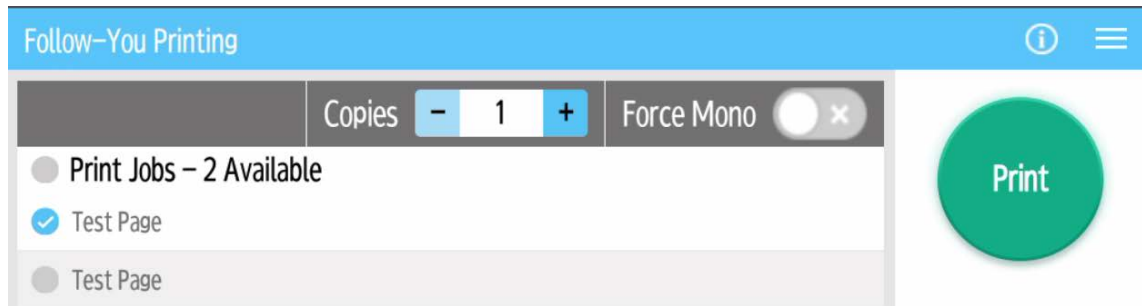 Follow-You Printing
Copies - 1 + Force Mono
Print Jobs – 2 Available
Test Page
Test Page
Print